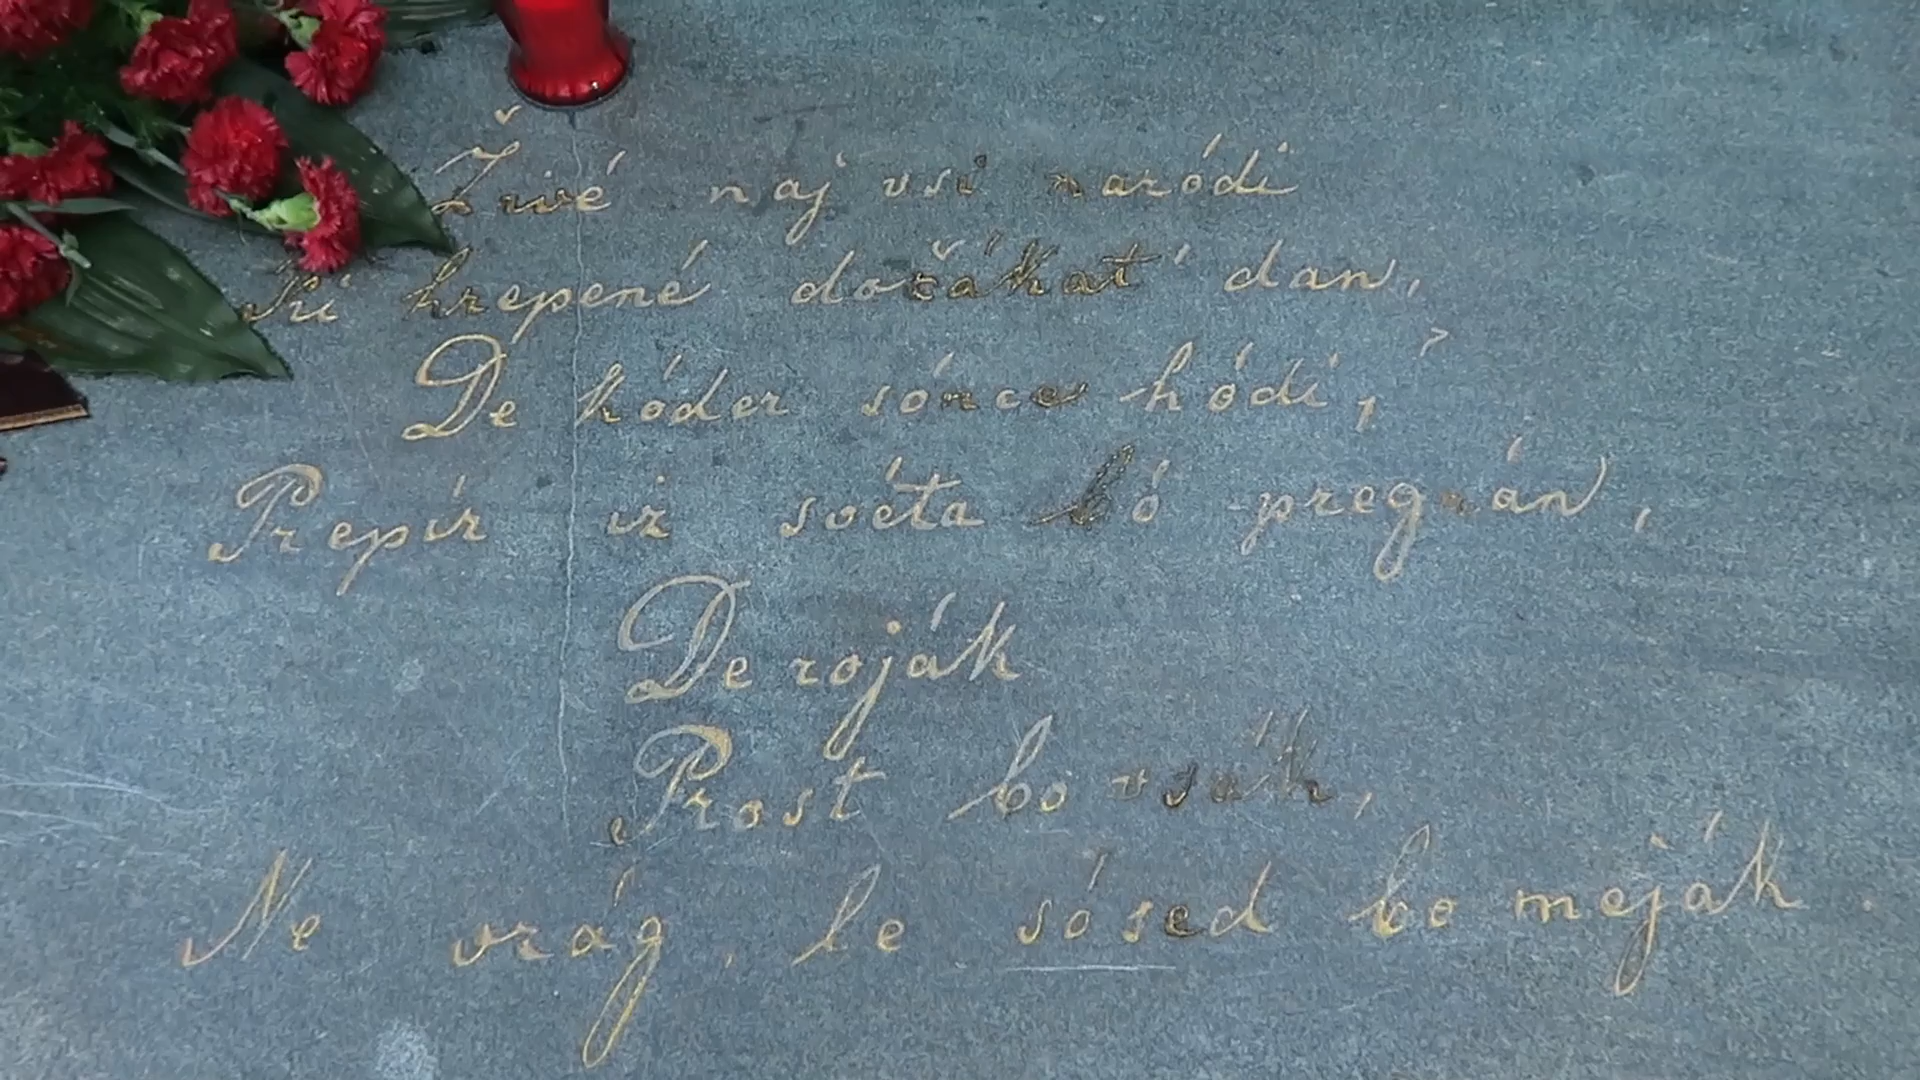 Živé naj vsi naródi
Ki hrepené dočákat' dan,
De kóder sónce hódi,
Prepír iz svéta bó pregnán,
De roják
Prost bo vsák,
Ne vrág, le sósed bo meják.